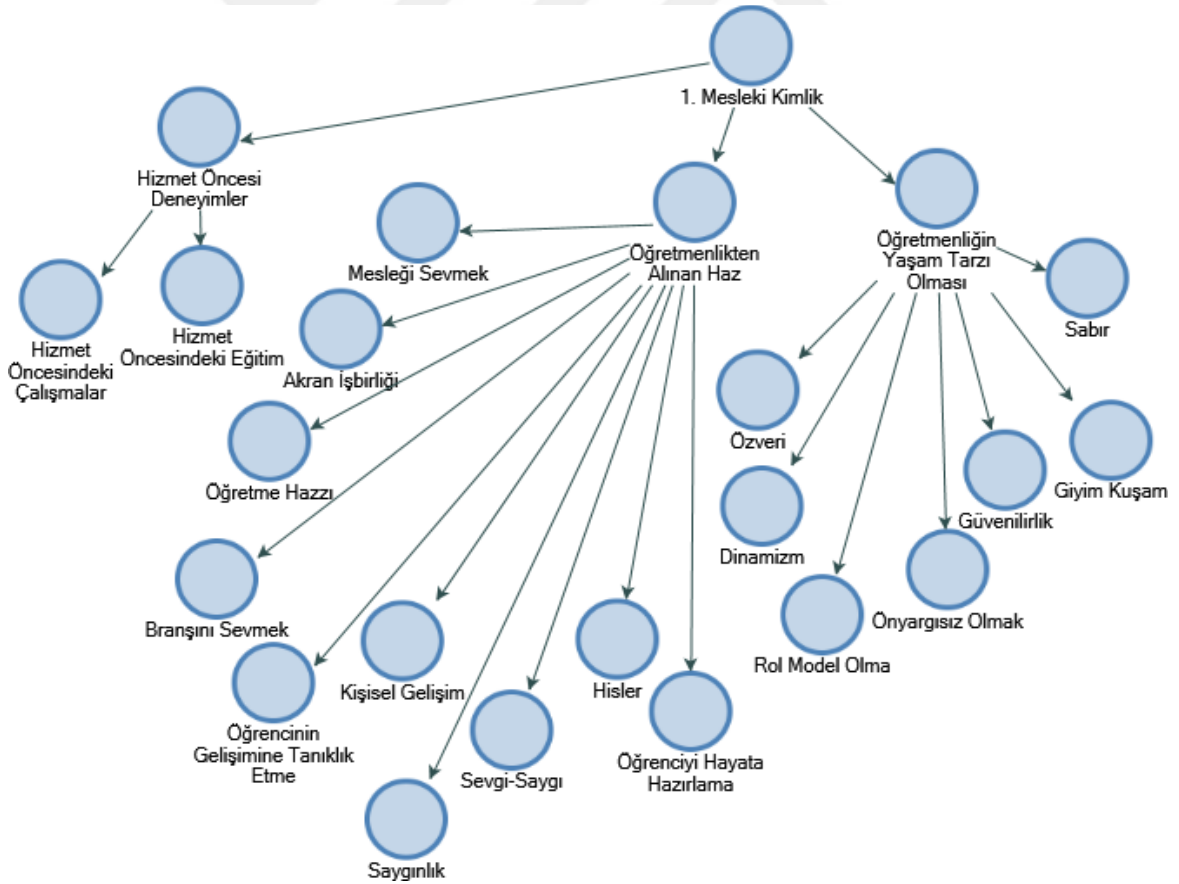 1. Mesleki Kimlik
Hizmet Öncesi
Deneyimler
Öğretmenlikten
Alınan Haz
Öğretmenliğin
Yaşam Tarzı
Olması
Mesleği Sevmek
Sabır
Hizmet
Öncesindeki
Çalışmalar
Hizmet
Öncesindeki Eğitim
Akran İşbirliği
Özveri
Öğretme Hazzı
Giyim Kuşam
Güvenilirlik
Dinamizm
Branşını Sevmek
Önyargısız Olmak
Rol Model Olma
Kişisel Gelişim
Hisler
Öğrencinin
Gelişimine Tanıklık
Etme
Sevgi-Saygı
Öğrenciyi Hayata
Hazırlama
Saygınlık